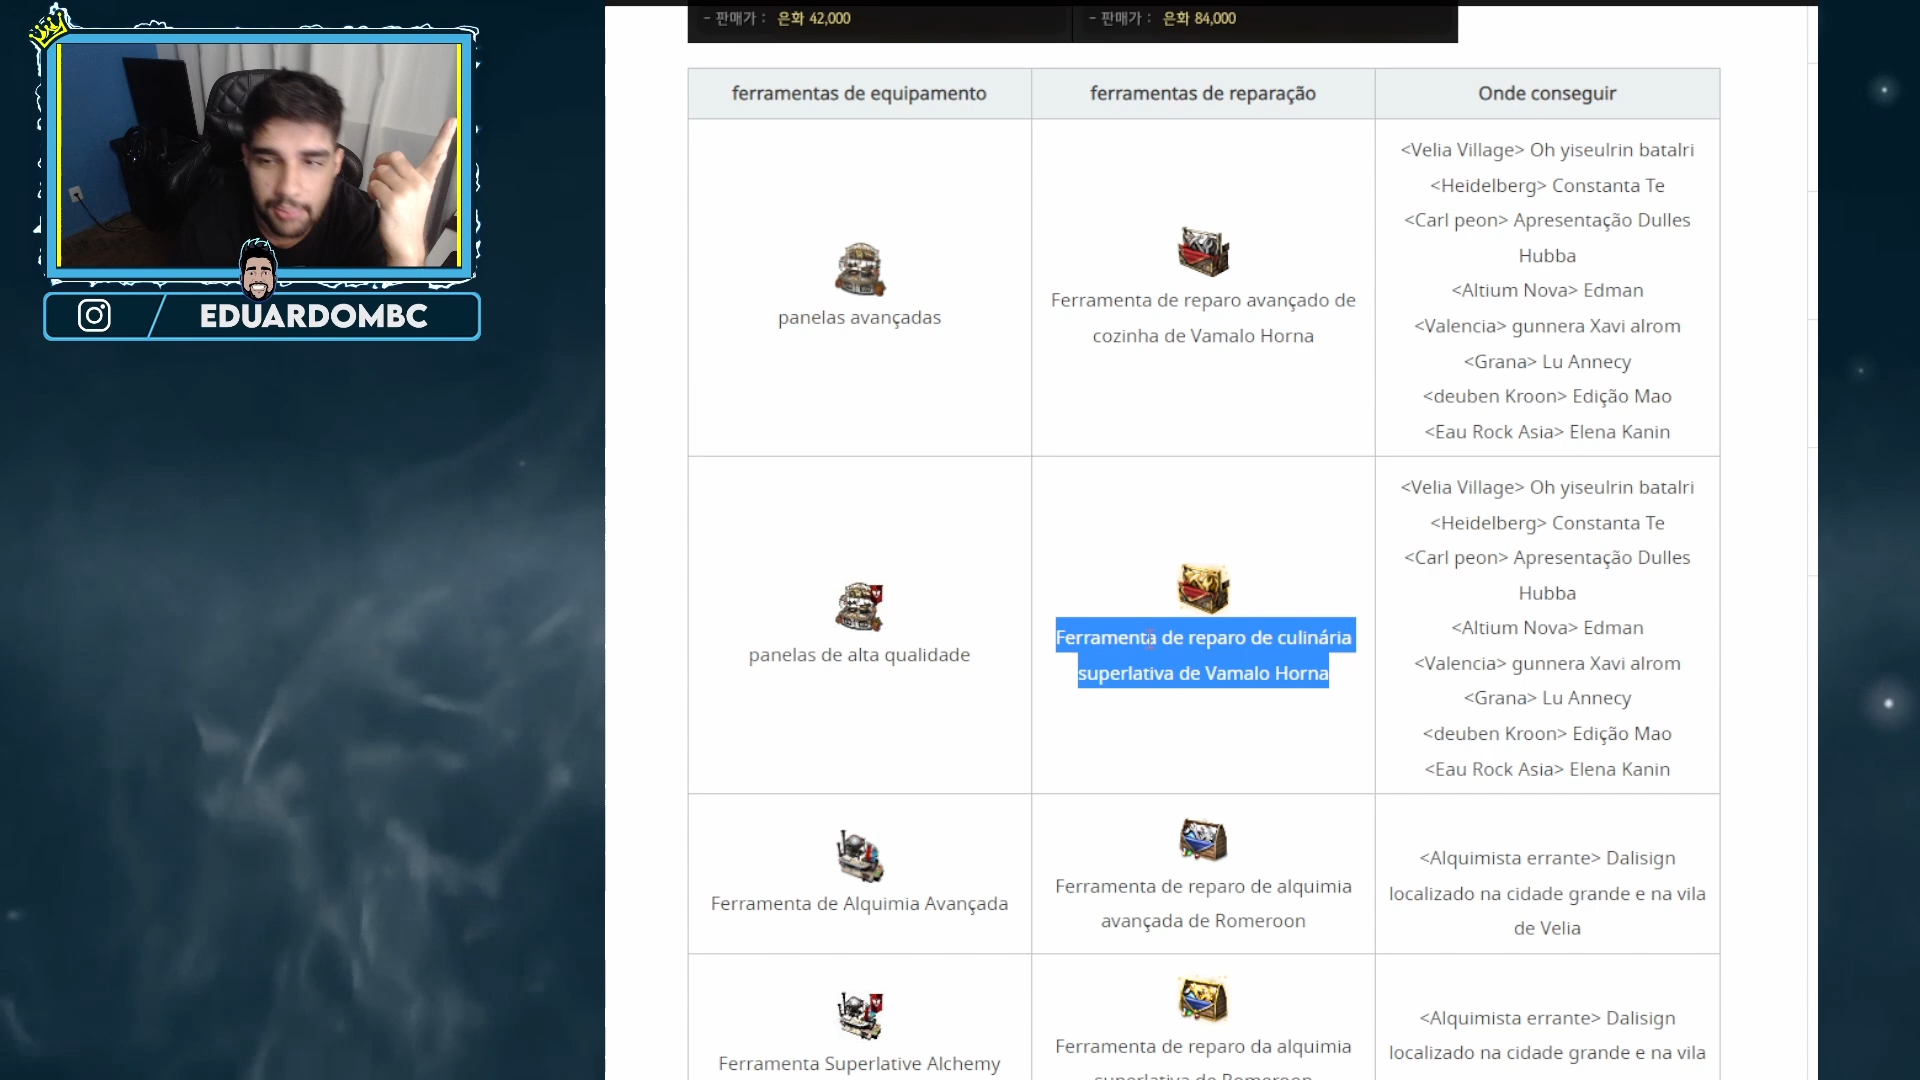 - 판매가 : 은화 42,000
- 판매가 : 은화 84,000
EDUARDOMBC
ferramentas de equipamento
ferramentas de reparação
Onde conseguir
panelas avançadas
Ferramenta de reparo avançado de
cozinha de Vamalo Horna
<Velia Village> Oh yiseulrin batalri
<Heidelberg> Constanta Te
<Carl peon> Apresentação Dulles
Hubba
<Altium Nova> Edman
<Valencia> gunnera Xavi alrom
<Grana> Lu Annecy
<deuben Kroon> Edição Mao
<Eau Rock Asia> Elena Kanin
panelas de alta qualidade
Ferramenta de reparo de culinária
superlativa de Vamalo Horna
<Velia Village> Oh yiseulrin batalri
<Heidelberg> Constanta Te
<Carl peon> Apresentação Dulles
Hubba
<Altium Nova> Edman
<Valencia> gunnera Xavi alrom
<Grana> Lu Annecy
<deuben Kroon> Edição Mao
<Eau Rock Asia> Elena Kanin
Ferramenta de Alquimia Avançada
Ferramenta de reparo de alquimia
avançada de Romeroon
<Alquimista errante> Dalisign
localizado na cidade grande e na vila
de Velia
Ferramenta Superlative Alchemy
Ferramenta de reparo da alquimia
superlativa de Romeroon
<Alquimista errante> Dalisign
localizado na cidade grande e na vila